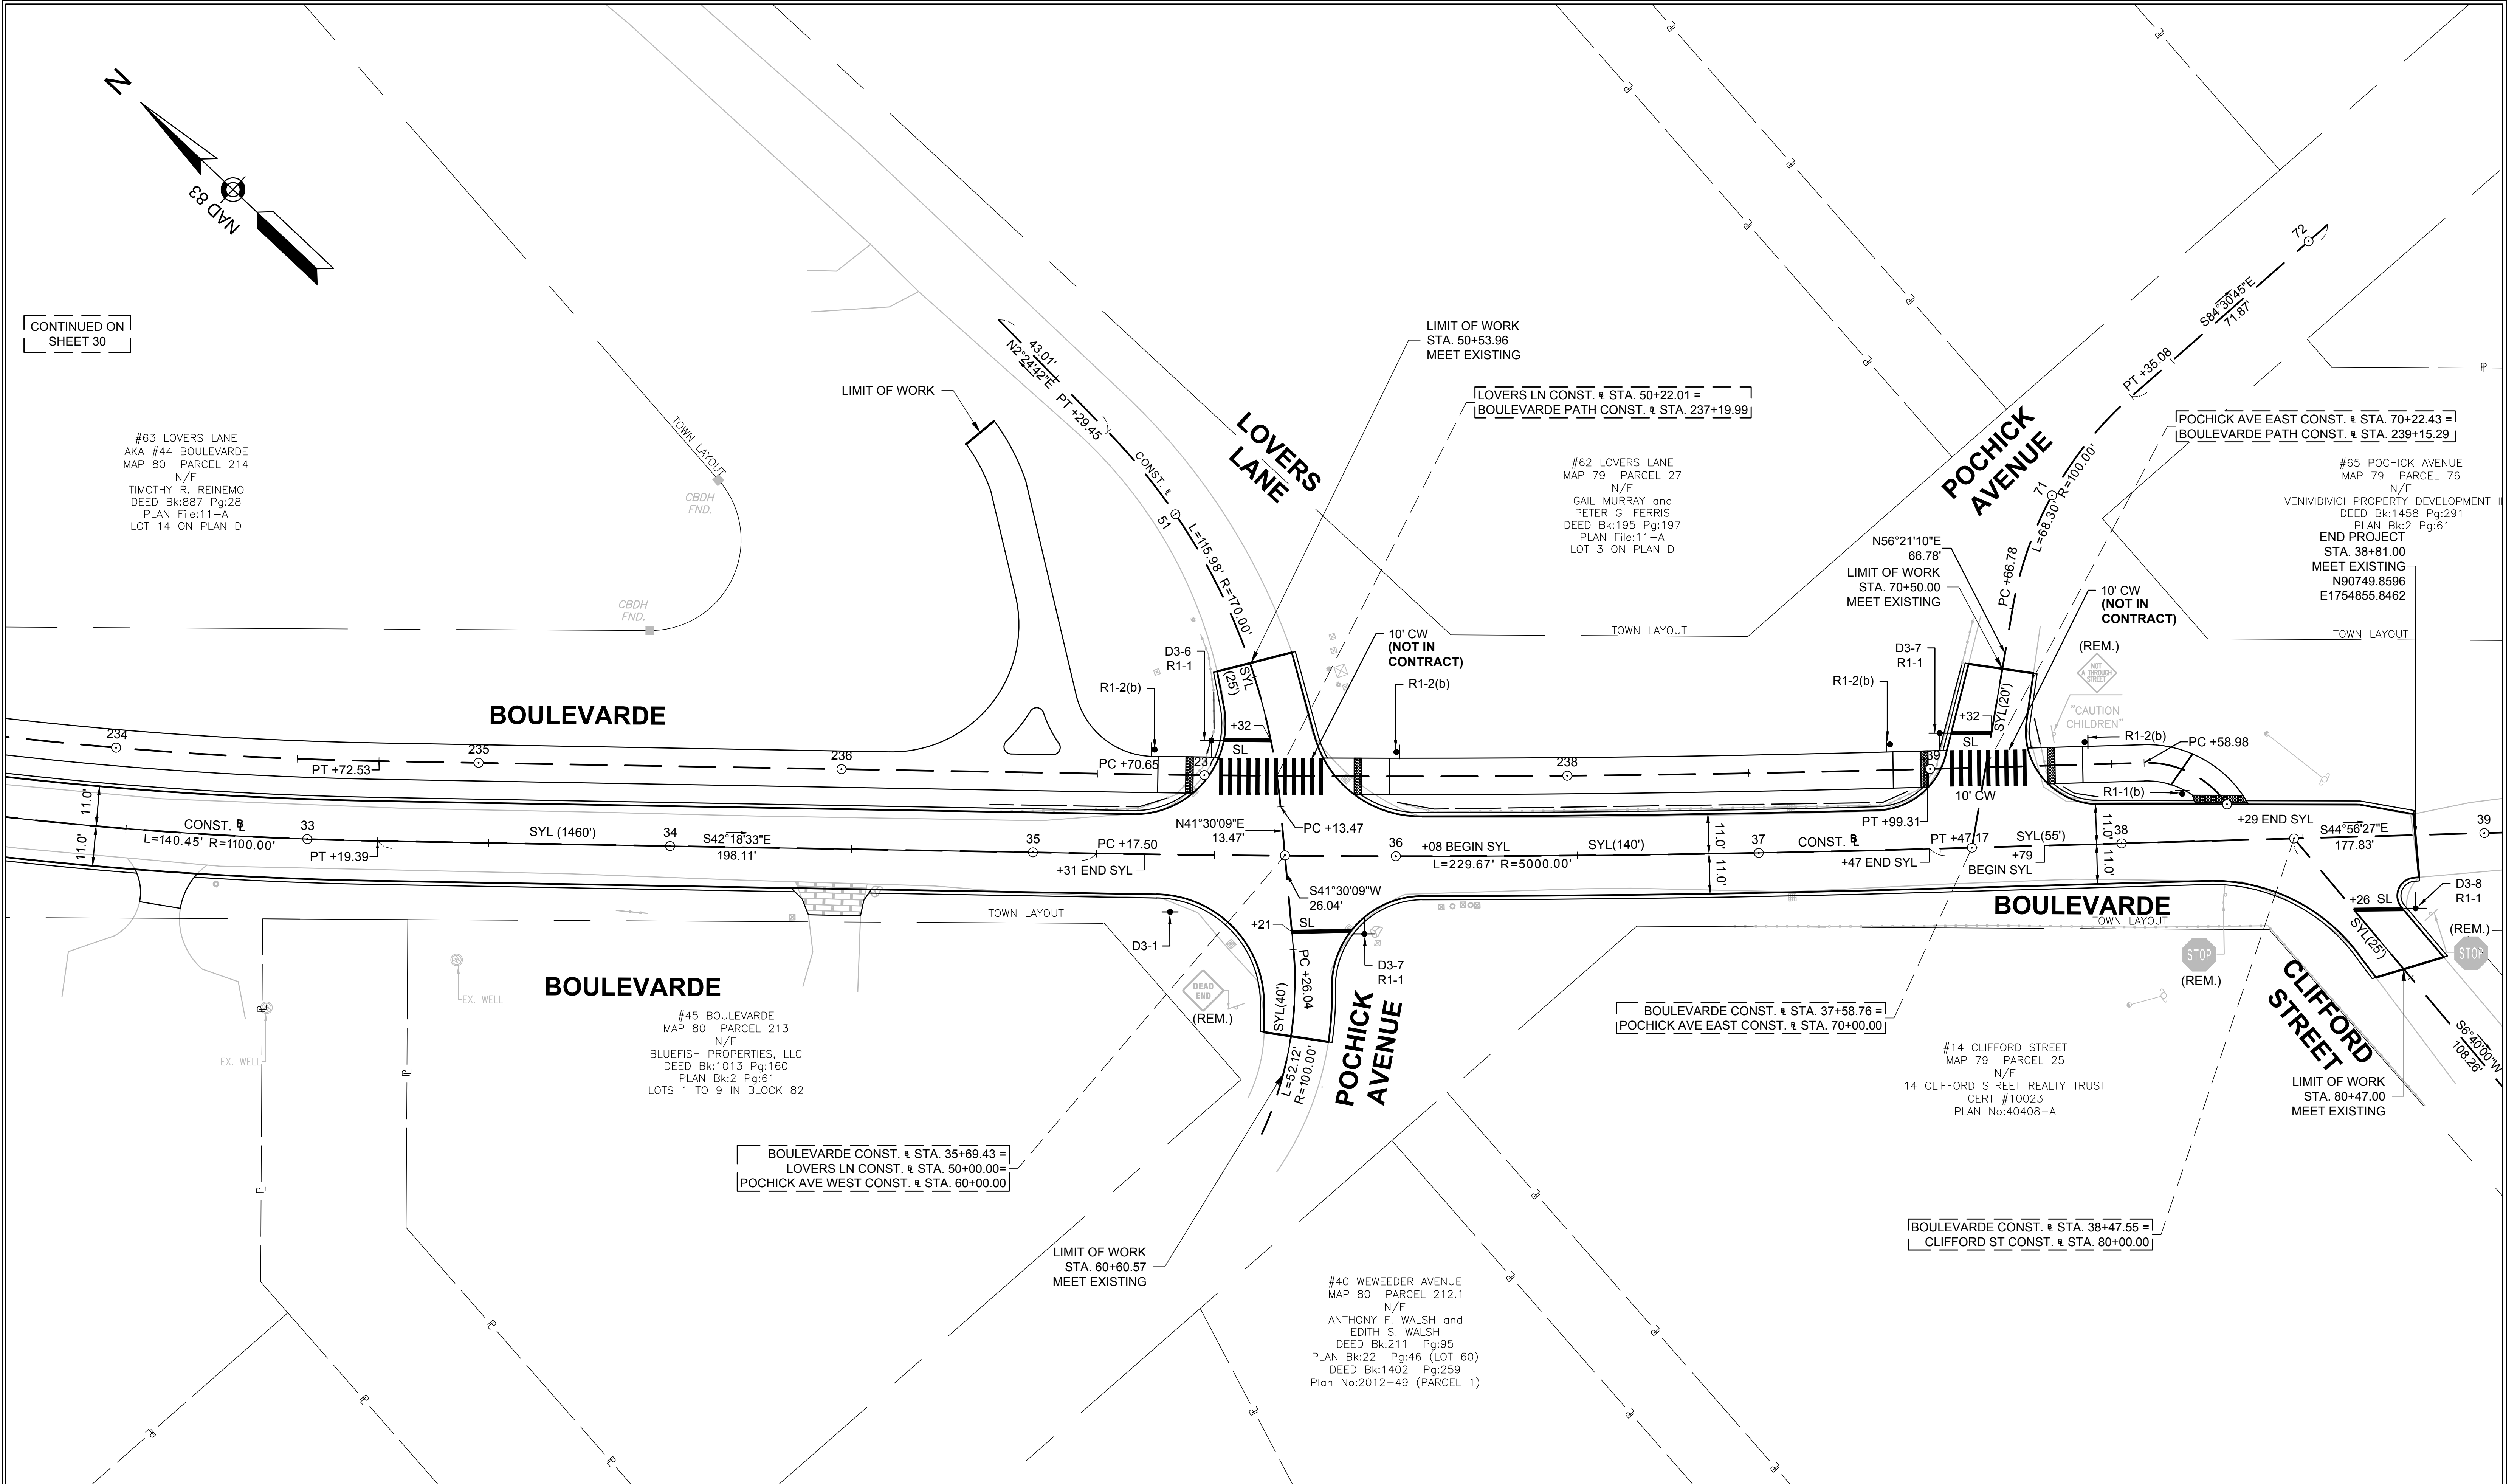 N
NAD 83
CONTINUED ON
SHEET 30
#63 LOVERS LANE
AKA #44 BOULEVARDE
MAP 80 PARCEL 214
N/F
TIMOTHY R. REINEMO
DEED Bk:887 Pg:28
PLAN File:11-A
LOT 14 ON PLAN D
TOWN LAYOUT
CBDH
FND.
CBDH
FND.
LIMIT OF WORK
43.01'
N2°24'42"E
PT +29.45
CONST. ℄
51
L=115.98' R=170.00'
LOVERS
LANE
LIMIT OF WORK
STA. 50+53.96
MEET EXISTING
LOVERS LN CONST. ℄ STA. 50+22.01 =
BOULEVARDE PATH CONST. ℄ STA. 237+19.99
#62 LOVERS LANE
MAP 79 PARCEL 27
N/F
GAIL MURRAY and
PETER G. FERRIS
DEED Bk:195 Pg:197
PLAN File:11-A
LOT 3 ON PLAN D
TOWN LAYOUT
POCHICK
AVENUE
72
S84°30'45"E
71.87'
PT +35.08
71
L=68.30' R=100.00'
PC +66.78
POCHICK AVE EAST CONST. ℄ STA. 70+22.43 =
BOULEVARDE PATH CONST. ℄ STA. 239+15.29
#65 POCHICK AVENUE
MAP 79 PARCEL 76
N/F
VENIVIDIVICI PROPERTY DEVELOPMENT
DEED Bk:1458 Pg:291
PLAN Bk:2 Pg:61
END PROJECT
STA. 38+81.00
MEET EXISTING
N90749.8596
E1754855.8462
N56°21'10"E
66.78'
LIMIT OF WORK
STA. 70+50.00
MEET EXISTING
10' CW
(NOT IN
CONTRACT)
TOWN LAYOUT
(REM.)
NOT
A THROUGH
STREET
"CAUTION
CHILDREN"
D3-6
R1-1
R1-2(b)
SYL
(25')
+32
SL
10' CW
(NOT IN
CONTRACT)
R1-2(b)
D3-7
R1-1
R1-2(b)
+32
SL
SYL(20')
R1-2(b)
PC +58.98
R1-1(b)
BOULEVARDE
234
PT +72.53
235
236
PC +70.65
237
238
239
10' CW
11.0'
11.0'
CONST. ℄
L=140.45' R=1100.00'
33
PT +19.39
SYL (1460')
34
S42°18'33"E
198.11'
35
PC +17.50
+31 END SYL
N41°30'09"E
13.47'
PC +13.47
36
+08 BEGIN SYL
L=229.67' R=5000.00'
SYL(140')
11.0'
11.0'
37
CONST. ℄
PT +99.31
PT +47.17
+47 END SYL
SYL(55')
+79
BEGIN SYL
11.0'
11.0'
38
+29 END SYL
S44°56'27"E
177.83'
39
S41°30'09"W
26.04'
TOWN LAYOUT
D3-1
+21
SL
PC +26.04
SYL(40')
D3-7
R1-1
DEAD
END
(REM.)
POCHICK
AVENUE
L=52.12'
R=100.00'
BOULEVARDE
TOWN LAYOUT
+26 SL
SYL(25')
D3-8
R1-1
(REM.)
STOP
STOP
(REM.)
CLIFFORD
STREET
S6°40'00"W
108.26'
LIMIT OF WORK
STA. 80+47.00
MEET EXISTING
EX. WELL
EX. WELL
BOULEVARDE
#45 BOULEVARDE
MAP 80 PARCEL 213
N/F
BLUEFISH PROPERTIES, LLC
DEED Bk:1013 Pg:160
PLAN Bk:2 Pg:61
LOTS 1 TO 9 IN BLOCK 82
BOULEVARDE CONST. ℄ STA. 37+58.76 =
POCHICK AVE EAST CONST. ℄ STA. 70+00.00
#14 CLIFFORD STREET
MAP 79 PARCEL 25
N/F
14 CLIFFORD STREET REALTY TRUST
CERT #10023
PLAN No:40408-A
BOULEVARDE CONST. ℄ STA. 35+69.43 =
LOVERS LN CONST. ℄ STA. 50+00.00=
POCHICK AVE WEST CONST. ℄ STA. 60+00.00
LIMIT OF WORK
STA. 60+60.57
MEET EXISTING
BOULEVARDE CONST. ℄ STA. 38+47.55 =
CLIFFORD ST CONST. ℄ STA. 80+00.00
#40 WEWEEDER AVENUE
MAP 80 PARCEL 212.1
N/F
ANTHONY F. WALSH and
EDITH S. WALSH
DEED Bk:211 Pg:95
PLAN Bk:22 Pg:46 (LOT 60)
DEED Bk:1402 Pg:259
Plan No:2012-49 (PARCEL 1)